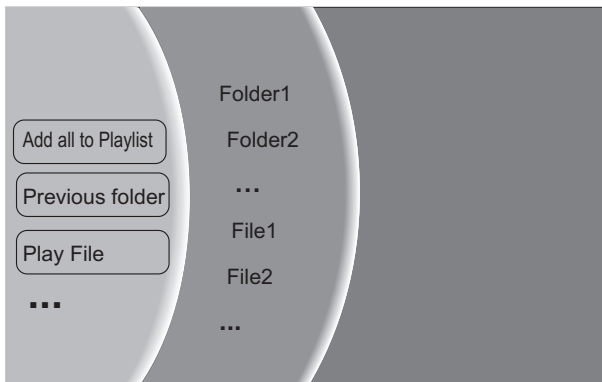 Add all to Playlist
Previous folder
Play File
...
Folder1
Folder2
...
File1
File2
...